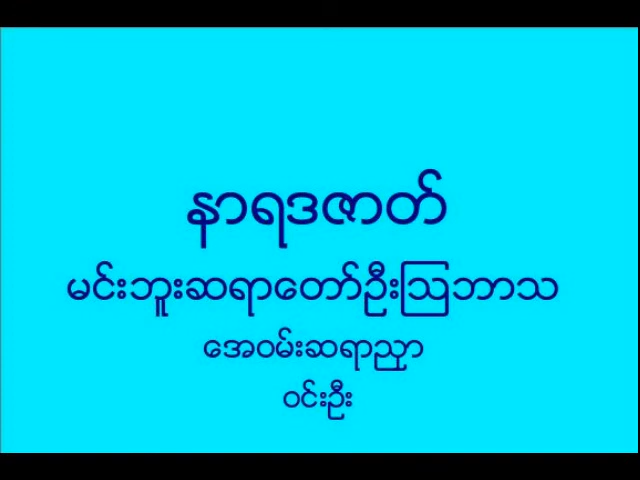 နာရဒဇာတ်
မင်းဘူးဆရာတော်ဦးဩဘာသ
အေဝမ်းဆရာညှာ
ဝင်းဦး